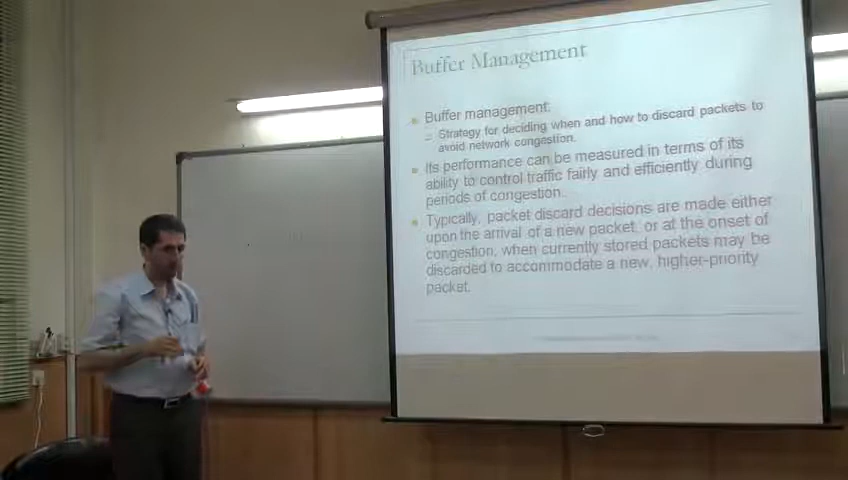 Buffer Management
Buffer management:
Strategy for deciding when and how to discard packets to
avoid network congestion.
Its performance can be measured in terms of its
ability to control traffic fairly and efficiently during
periods of congestion.
Typically, packet discard decisions are made either
upon the arrival of a new packet, or at the onset of
congestion, when currently stored packets may be
discarded to accommodate a new, higher-priority
packet.